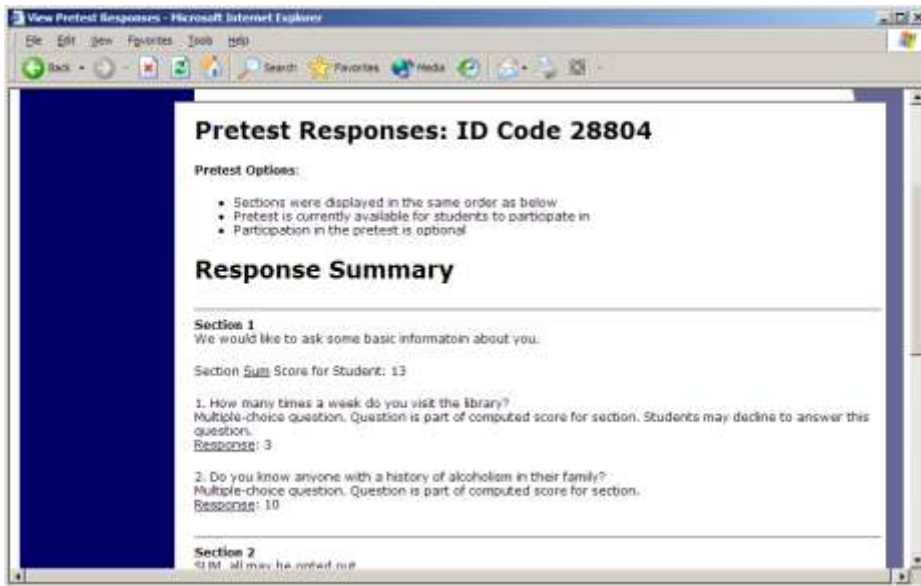 View Pretest Responses - Microsoft Internet Explorer
File Edit View Favorites Tools Help
Back Search Favorites Media
Pretest Responses: ID Code 28804
Pretest Options:
• Sections were displayed in the same order as below
• Pretest is currently available for students to participate in
• Participation in the pretest is optional
Response Summary
Section 1
We would like to ask some basic informatoin about you.
Section Sum Score for Student: 13
1. How many times a week do you visit the library?
Multiple-choice question. Question is part of computed score for section. Students may decline to answer this
question.
Response: 3
2. Do you know anyone with a history of alcoholism in their family?
Multiple-choice question. Question is part of computed score for section.
Response: 10
Section 2
SUM, all may be opted out